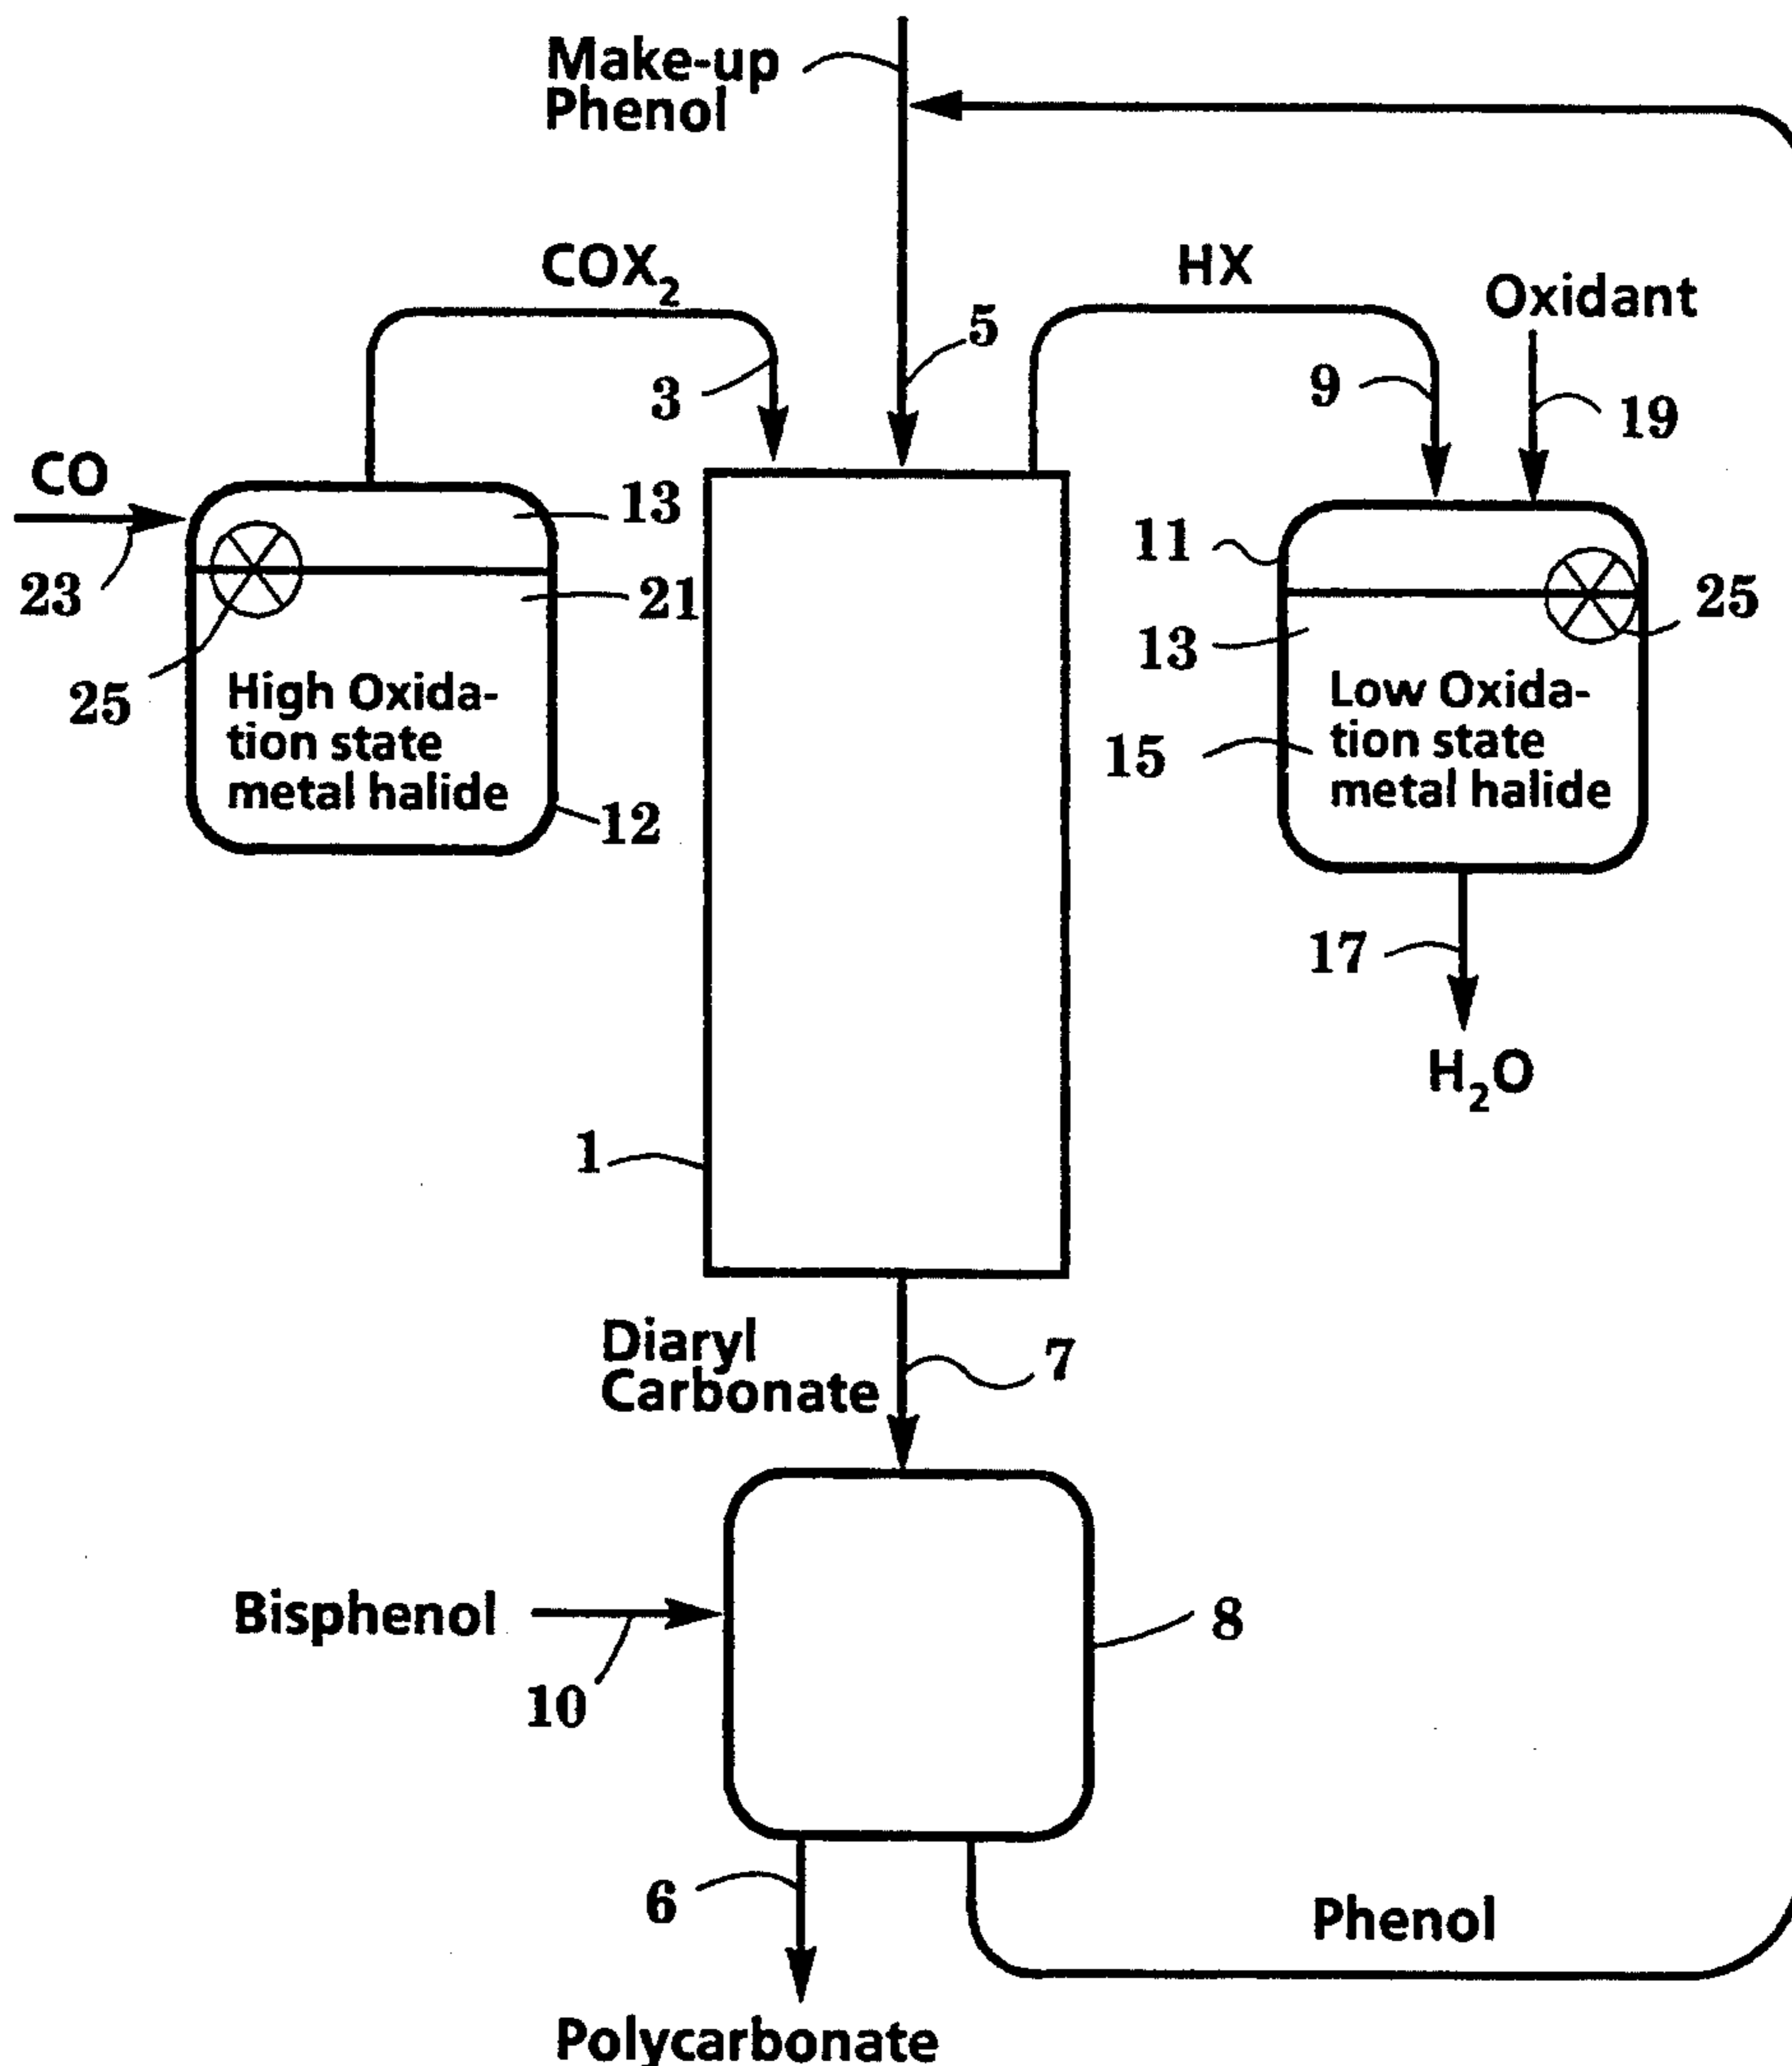 Make-up
Phenol
COX2
HX
Oxidant
5
3
9
19
CO
13
11
23
21
25
25
13
High Oxida-
tion state
metal halide
Low Oxida-
tion state
metal halide
15
12
17
H2O
1
Diaryl
Carbonate
7
Bisphenol
8
10
6
Phenol
Polycarbonate